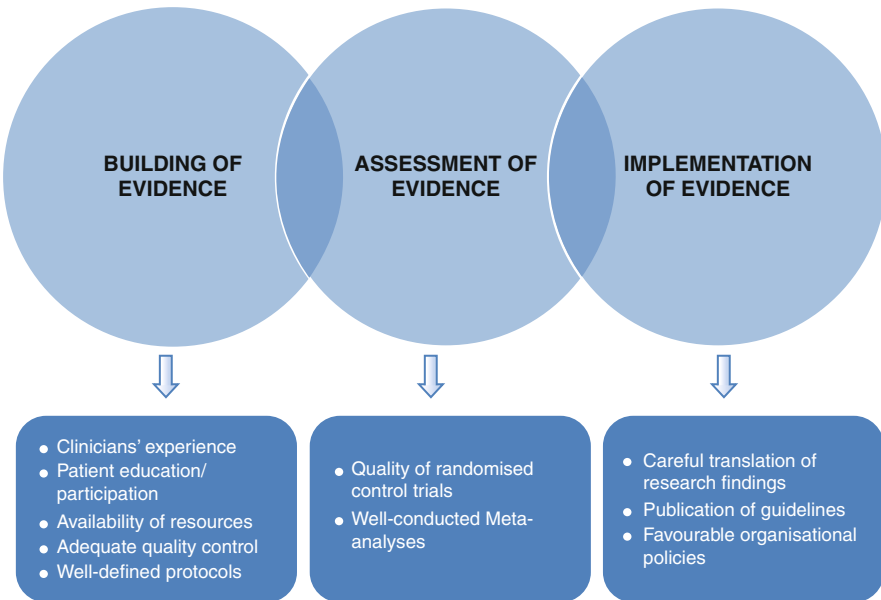 BUILDING OF
EVIDENCE
ASSESSMENT OF
EVIDENCE
IMPLEMENTATION
OF EVIDENCE
• Clinicians' experience
• Patient education/
participation
• Availability of resources
• Adequate quality control
• Well-defined protocols
• Quality of randomised
control trials
• Well-conducted Meta-
analyses
• Careful translation of
research findings
• Publication of guidelines
• Favourable organisational
policies